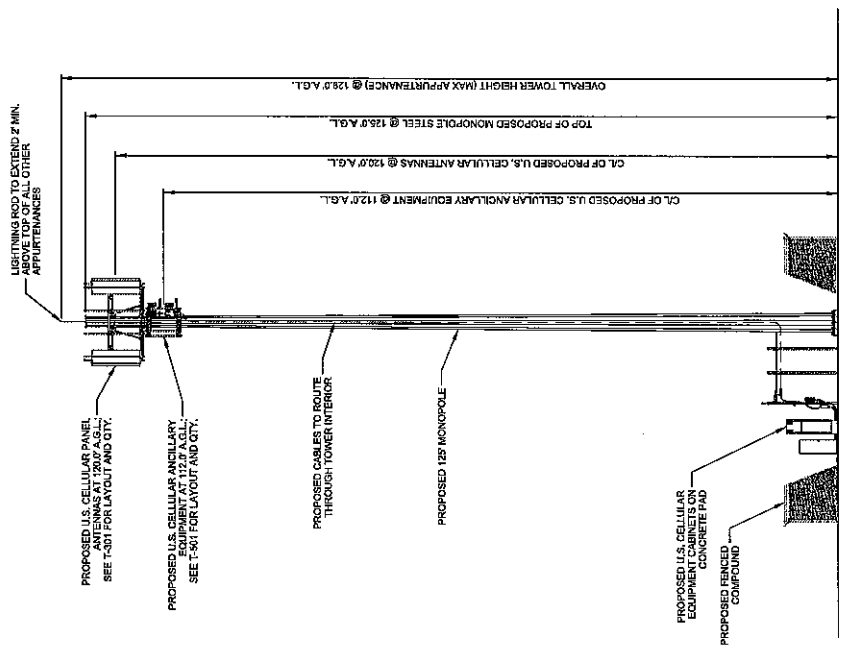 LIGHTNING ROD TO EXTEND 2' MIN.
ABOVE TOP OF ALL OTHER
APPURTENANCES
OVERALL TOWER HEIGHT (MAX APPURTENANCE) @ 129.0' A.G.L.
TOP OF PROPOSED MONOPOLE STEEL @ 125.0' A.G.L.
C/L OF PROPOSED U.S. CELLULAR ANTENNAS @ 120.0' A.G.L.
C/L OF PROPOSED U.S. CELLULAR ANCILLARY EQUIPMENT @ 112.0' A.G.L.
PROPOSED U.S. CELLULAR PANEL
ANTENNAS AT 120.0' A.G.L.;
SEE T-301 FOR LAYOUT AND QTY.
PROPOSED U.S. CELLULAR ANCILLARY
EQUIPMENT AT 112.0' A.G.L.;
SEE T-501 FOR LAYOUT AND QTY.
PROPOSED CABLES TO ROUTE
THROUGH TOWER INTERIOR
PROPOSED 125' MONOPOLE
PROPOSED U.S. CELLULAR
EQUIPMENT CABINETS ON
CONCRETE PAD
PROPOSED FENCED
COMPOUND